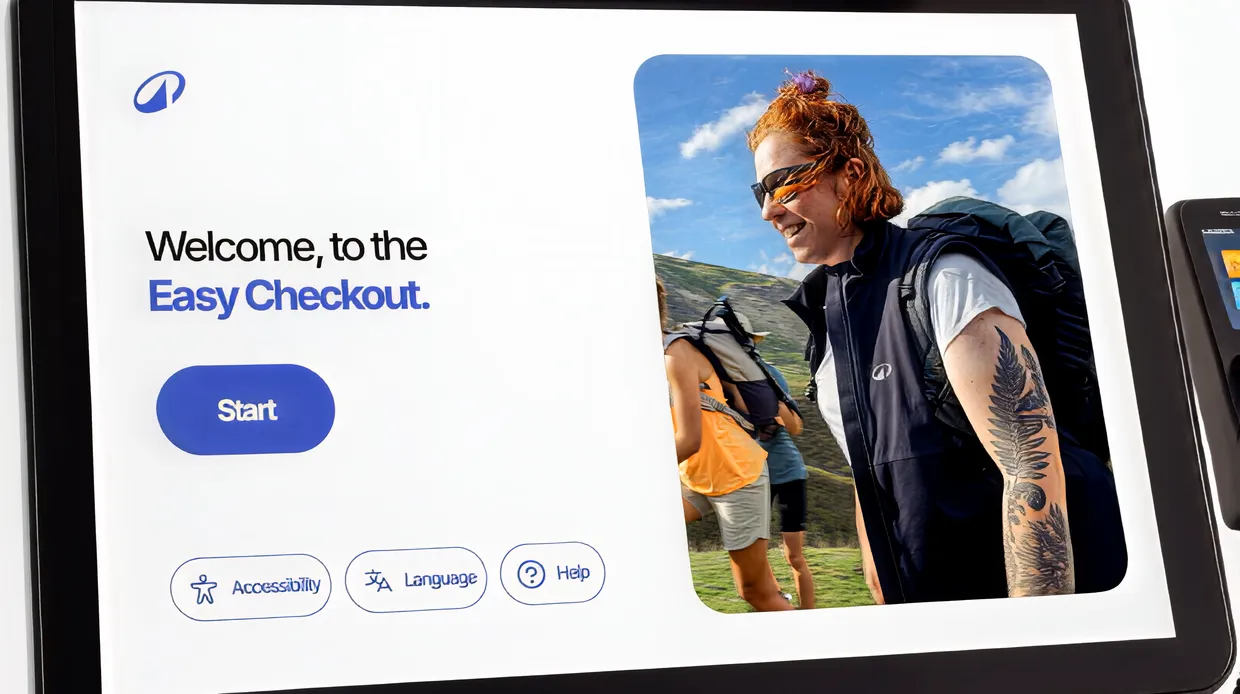 Welcome, to the
Easy Checkout.
Start
Accessibility
Language
Help